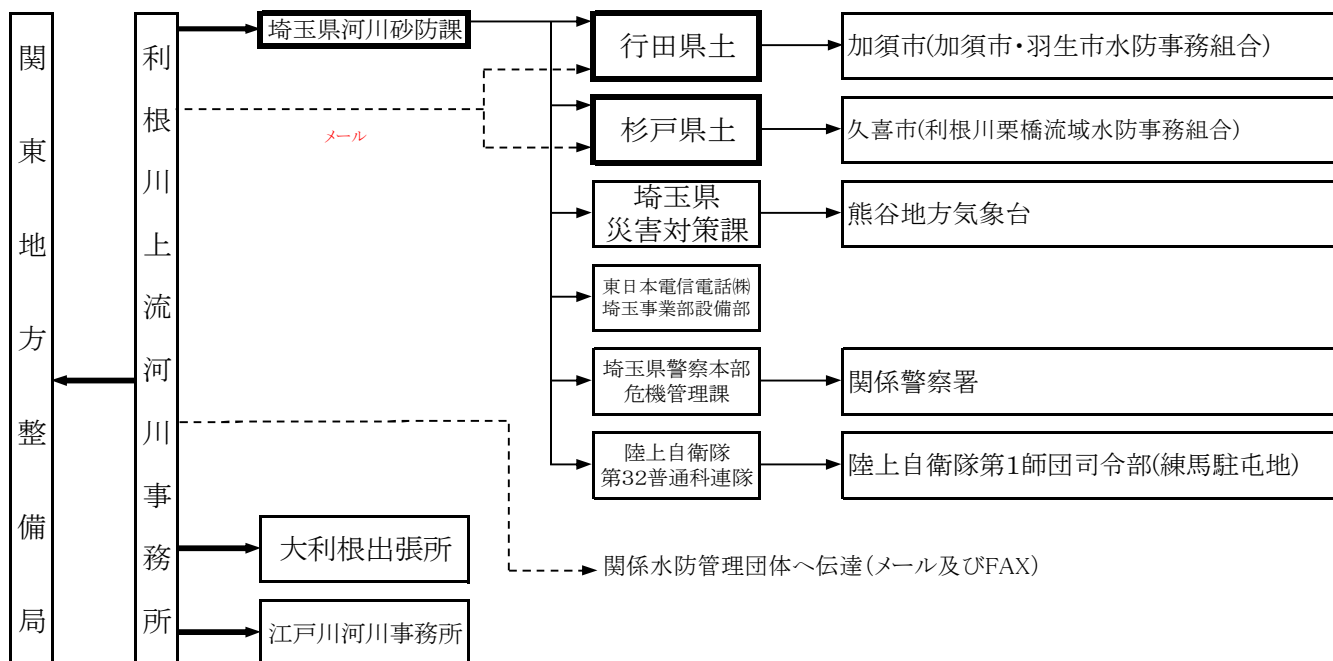 関東地方整備局
利根川上流河川事務所
埼玉県河川砂防課
メール
行田県土
加須市(加須市・羽生市水防事務組合)
杉戸県土
久喜市(利根川栗橋流域水防事務組合)
埼玉県
災害対策課
熊谷地方気象台
東日本電信電話㈱
埼玉事業部設備部
埼玉県警察本部
危機管理課
関係警察署
陸上自衛隊
第32普通科連隊
陸上自衛隊第1師団司令部(練馬駐屯地)
大利根出張所
関係水防管理団体へ伝達(メール及びFAX)
江戸川河川事務所